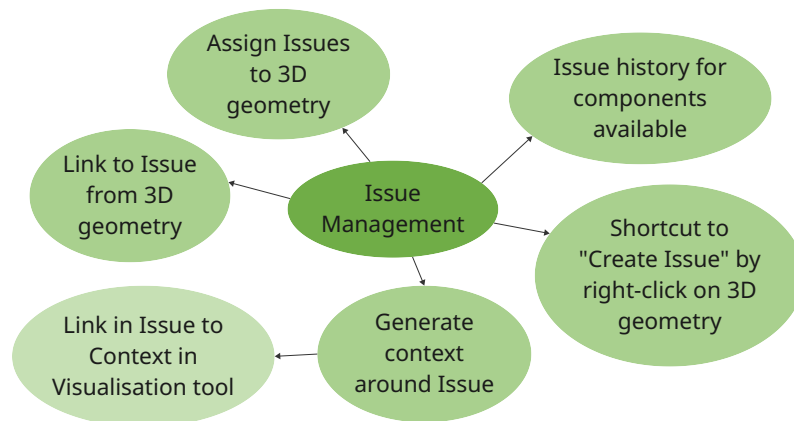 Assign Issues
to 3D
geometry
Issue history for
components
available
Link to Issue
from 3D
geometry
Issue
Management
Shortcut to
"Create Issue" by
right-click on 3D
geometry
Link in Issue to
Context in
Visualisation tool
Generate
context
around Issue